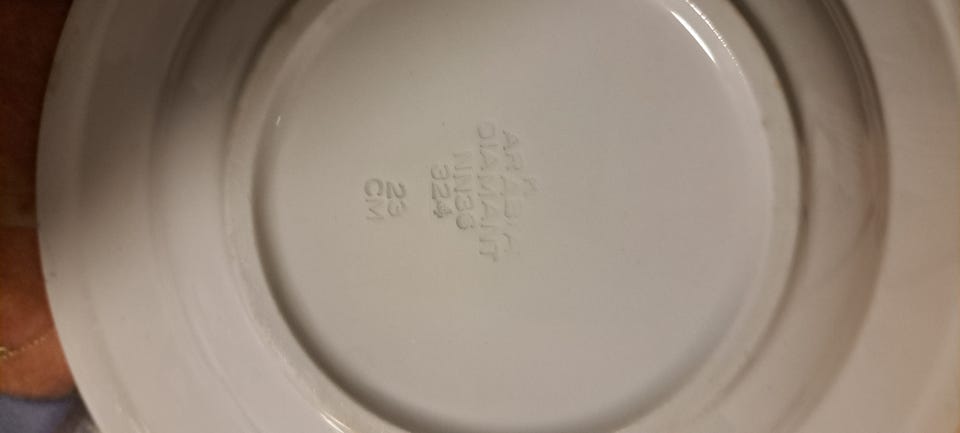 ARABIA
DIAMANT
NN36
324
23
CM